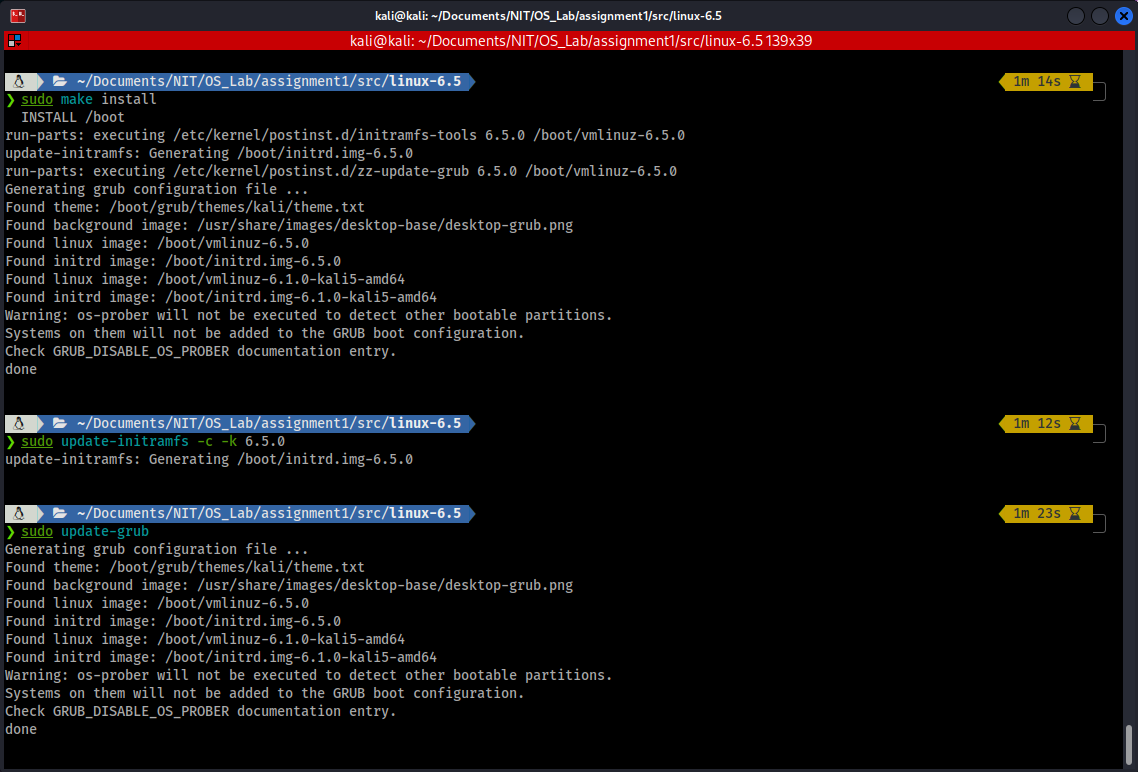 kali@kali: ~/Documents/NIT/OS_Lab/assignment1/src/linux-6.5
kali@kali: ~/Documents/NIT/OS_Lab/assignment1/src/linux-6.5 139x39
~/Documents/NIT/OS_Lab/assignment1/src/linux-6.5 1m 14s
❯ sudo make install
INSTALL /boot
run-parts: executing /etc/kernel/postinst.d/initramfs-tools 6.5.0 /boot/vmlinuz-6.5.0
update-initramfs: Generating /boot/initrd.img-6.5.0
run-parts: executing /etc/kernel/postinst.d/zz-update-grub 6.5.0 /boot/vmlinuz-6.5.0
Generating grub configuration file ...
Found theme: /boot/grub/themes/kali/theme.txt
Found background image: /usr/share/images/desktop-base/desktop-grub.png
Found linux image: /boot/vmlinuz-6.5.0
Found initrd image: /boot/initrd.img-6.5.0
Found linux image: /boot/vmlinuz-6.1.0-kali5-amd64
Found initrd image: /boot/initrd.img-6.1.0-kali5-amd64
Warning: os-prober will not be executed to detect other bootable partitions.
Systems on them will not be added to the GRUB boot configuration.
Check GRUB_DISABLE_OS_PROBER documentation entry.
done
~/Documents/NIT/OS_Lab/assignment1/src/linux-6.5 1m 12s
❯ sudo update-initramfs -c -k 6.5.0
update-initramfs: Generating /boot/initrd.img-6.5.0
~/Documents/NIT/OS_Lab/assignment1/src/linux-6.5 1m 23s
❯ sudo update-grub
Generating grub configuration file ...
Found theme: /boot/grub/themes/kali/theme.txt
Found background image: /usr/share/images/desktop-base/desktop-grub.png
Found linux image: /boot/vmlinuz-6.5.0
Found initrd image: /boot/initrd.img-6.5.0
Found linux image: /boot/vmlinuz-6.1.0-kali5-amd64
Found initrd image: /boot/initrd.img-6.1.0-kali5-amd64
Warning: os-prober will not be executed to detect other bootable partitions.
Systems on them will not be added to the GRUB boot configuration.
Check GRUB_DISABLE_OS_PROBER documentation entry.
done